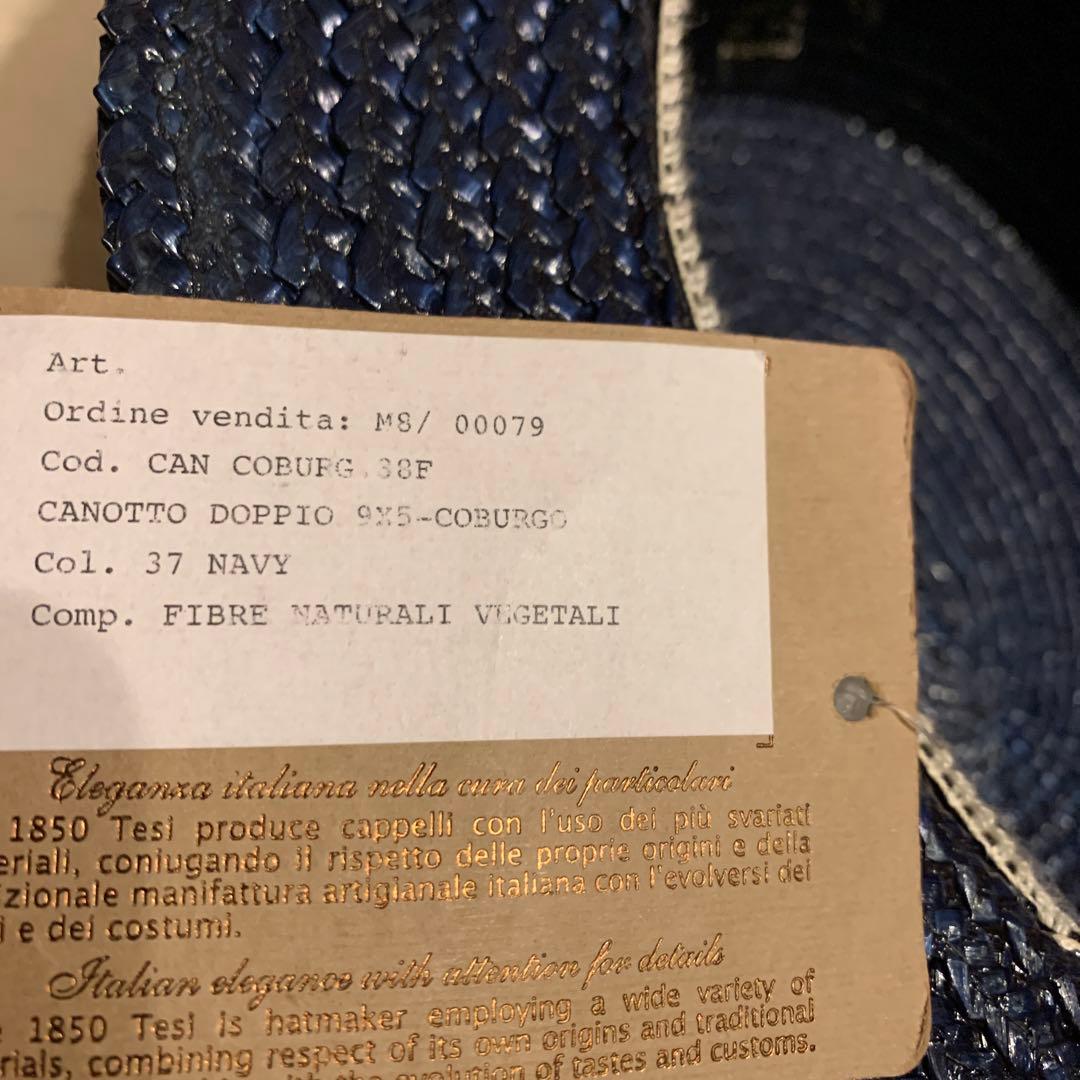 Art.
Ordine vendita: M8/ 00079
Cod. CAN COBURG.38F
CANOTTO DOPPIO 9X5-COBURGO
Col. 37 NAVY
Comp. FIBRE NATURALI VEGETALI
Eleganza italiana nella cura dei particolari
1850 Tesi produce cappelli con l'uso dei più svariati
eriali, coniugando il rispetto delle proprie origini e della
izionale manifattura artigianale italiana con l'evolversi dei
i e dei costumi.
Italian elegance with attention for details
e 1850 Tesi is hatmaker employing a wide variety of
rials, combining respect of its own origins and traditional
with the evolution of tastes and customs.